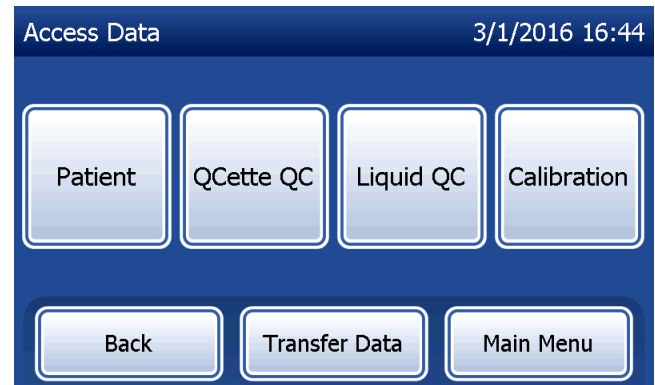 Access Data 3/1/2016 16:44
Patient QCette QC Liquid QC Calibration
Back Transfer Data Main Menu